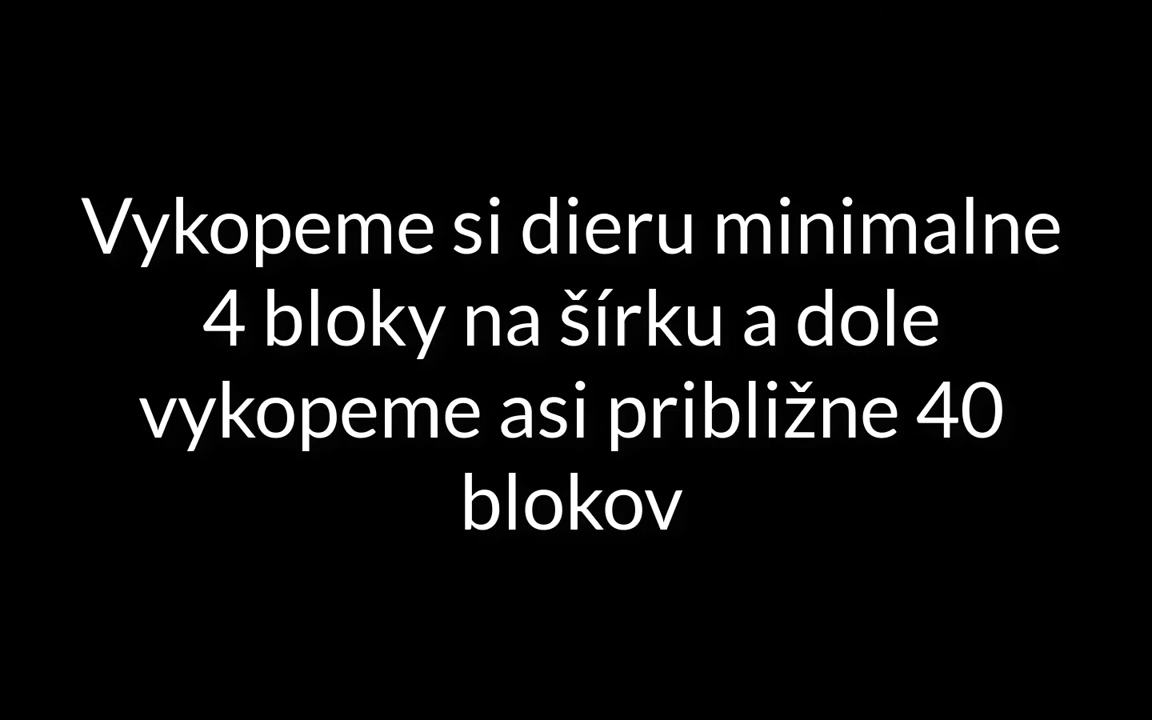 Vykopeme si dieru minimalne
4 bloky na šírku a dole
vykopeme asi približne 40
blokov